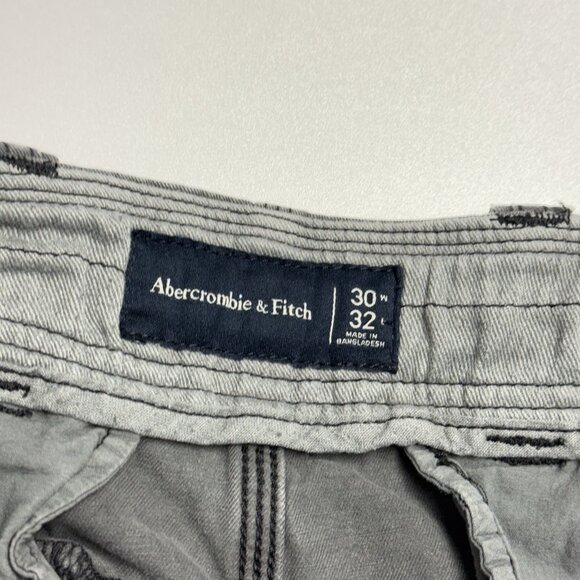 Abercrombie & Fitch
30 W
32 L
MADE IN
BANGLADESH